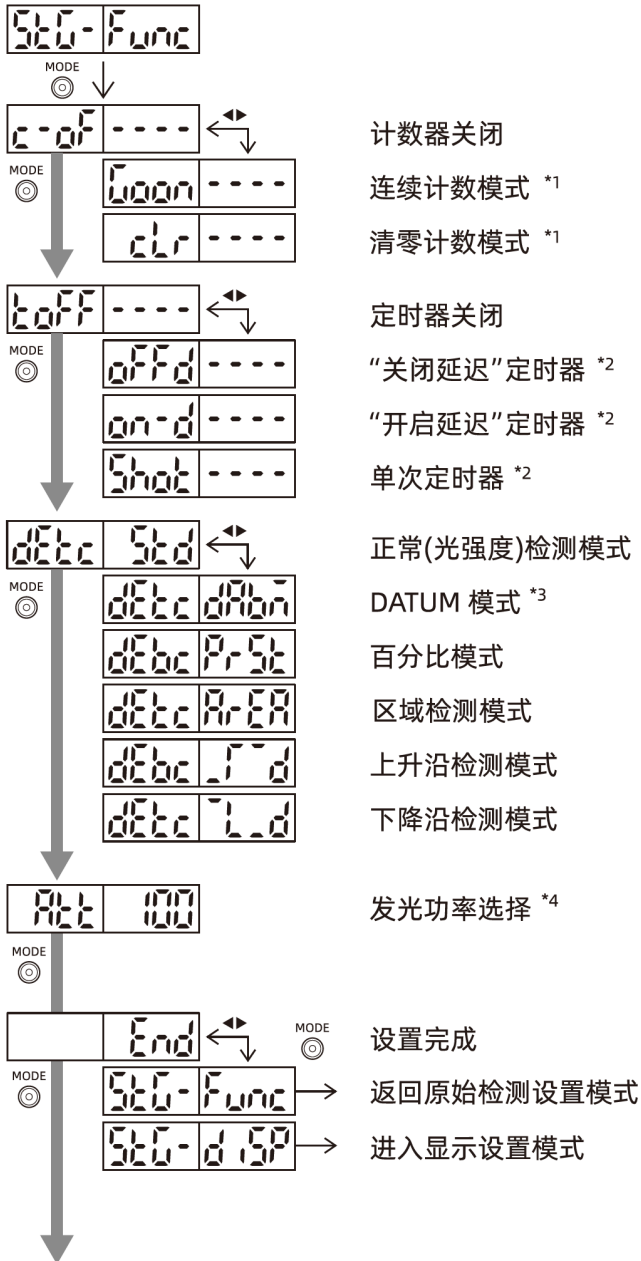 StG- Func
MODE
c-oF ---- 计数器关闭
MODE
Goon ---- 连续计数模式 *1
cLr ---- 清零计数模式 *1
toFF ---- 定时器关闭
MODE
oFFd ---- “关闭延迟”定时器 *2
on-d ---- “开启延迟”定时器 *2
Shot ---- 单次定时器 *2
dEtc Std 正常(光强度)检测模式
MODE
dEtc DATUM 模式 *3
dEbc PrSt 百分比模式
dEtc ArEA 区域检测模式
dEbc 上升沿检测模式
dEtc 下降沿检测模式
Att 100 发光功率选择 *4
MODE
End MODE 设置完成
MODE
StG- Func 返回原始检测设置模式
StG- diSP 进入显示设置模式